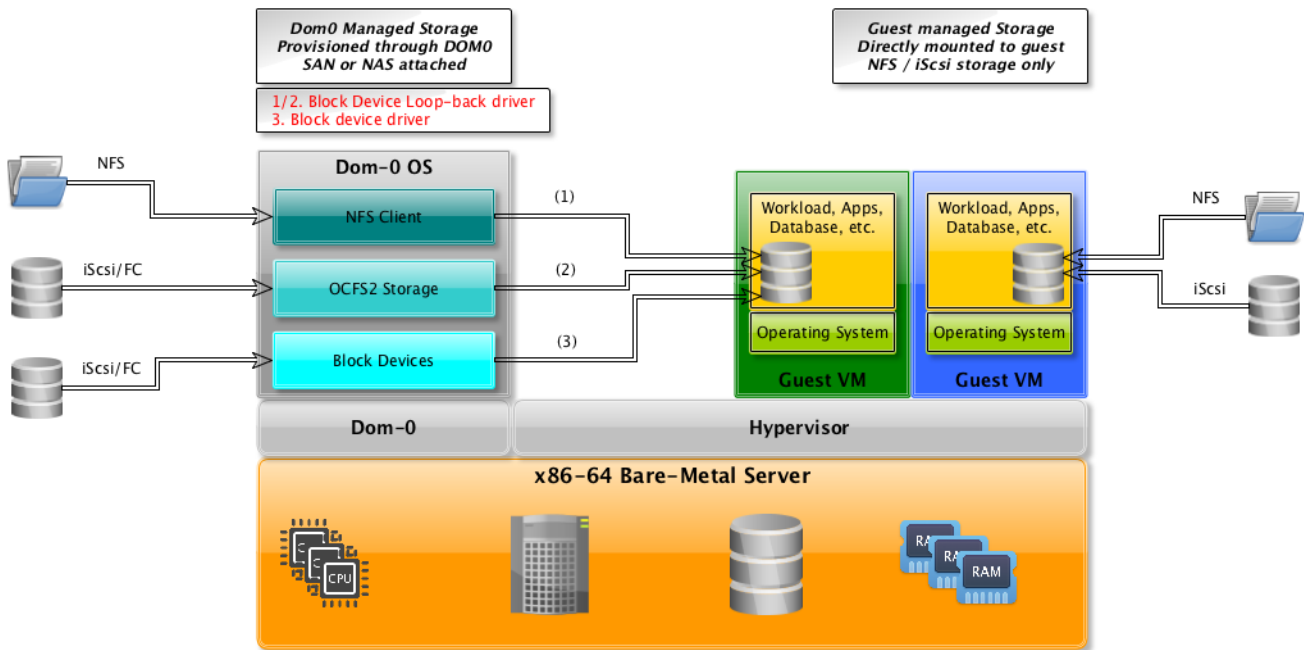 Dom0 Managed Storage
Provisioned through DOM0
SAN or NAS attached
Guest managed Storage
Directly mounted to guest
NFS / iScsi storage only
1/2. Block Device Loop-back driver
3. Block device driver
NFS
Dom-0 OS
NFS Client
(1)
Workload, Apps,
Database, etc.
Workload, Apps,
Database, etc.
NFS
iScsi/FC
OCFS2 Storage
(2)
iScsi
Operating System
Operating System
iScsi/FC
Block Devices
(3)
Guest VM
Guest VM
Dom-0
Hypervisor
x86-64 Bare-Metal Server
CPU
RAM